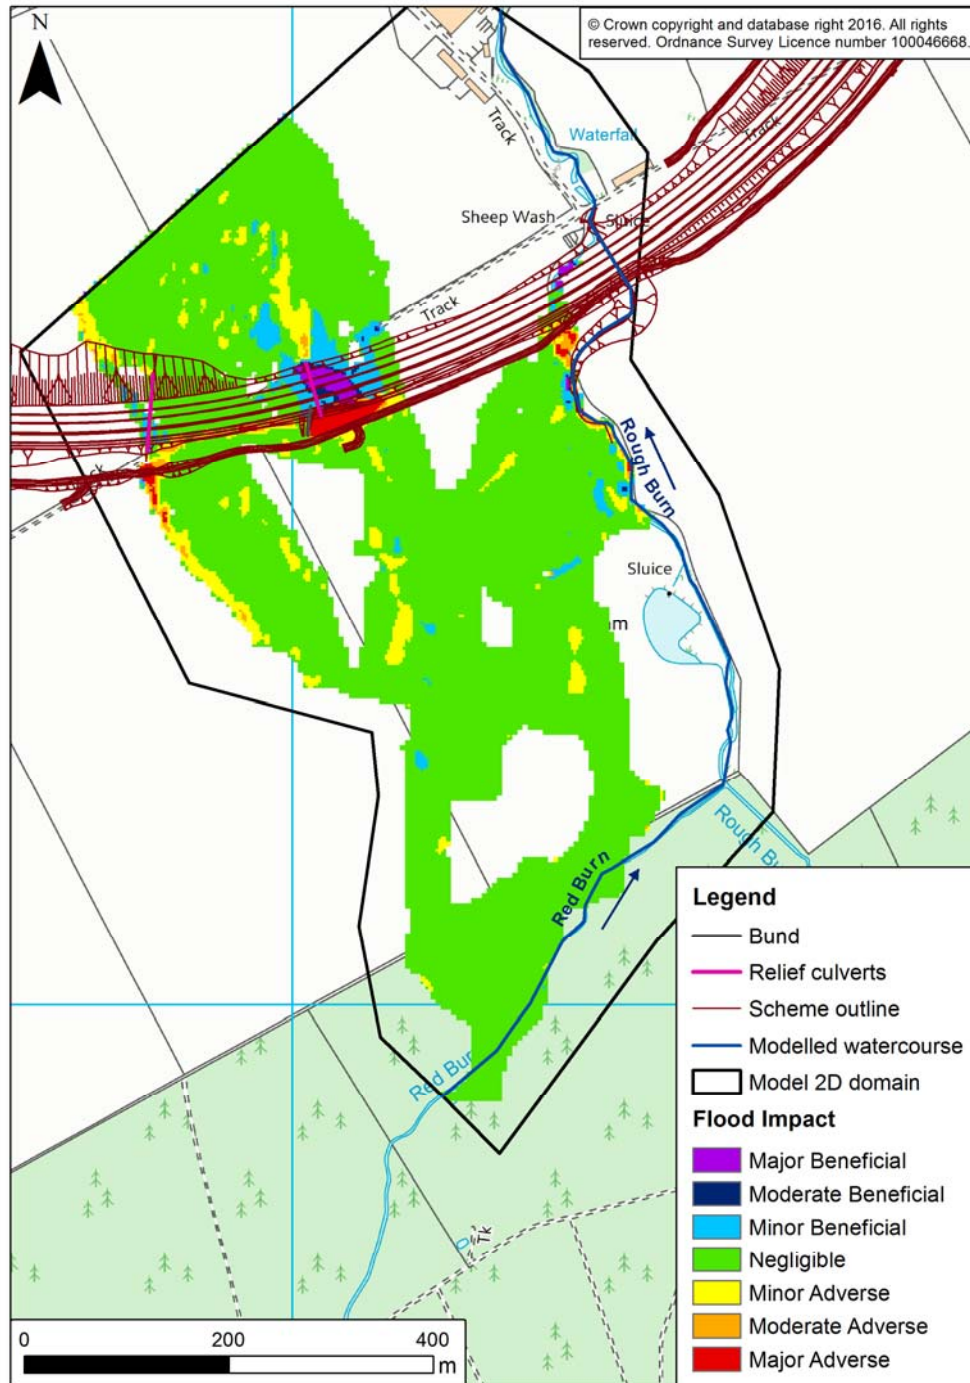 N
© Crown copyright and database right 2016. All rights
reserved. Ordnance Survey Licence number 100046668.
Track
Waterfall
Track
Sheep Wash
Sluice
Track
Rough Burn
Sluice
Rough Bu
Red Burn
Red Bur
Tk
Legend
Bund
Relief culverts
Scheme outline
Modelled watercourse
Model 2D domain
Flood Impact
Major Beneficial
Moderate Beneficial
Minor Beneficial
Negligible
Minor Adverse
Moderate Adverse
Major Adverse
0 200 400
m